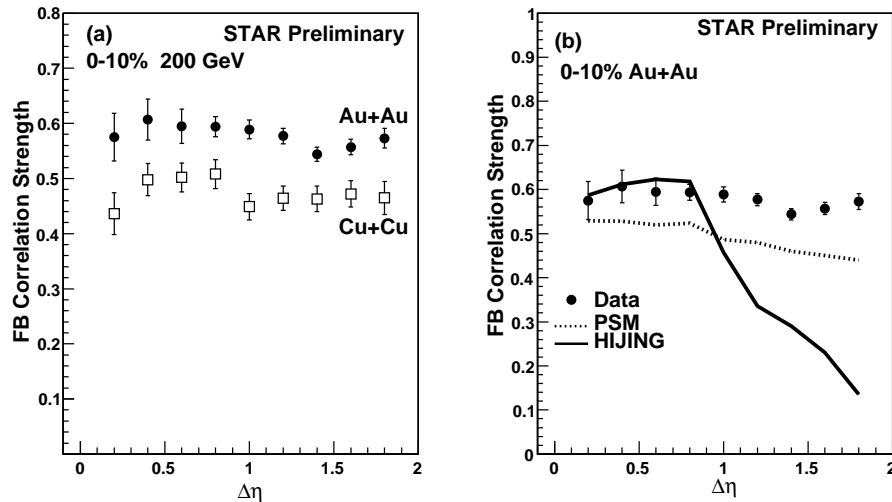 (a)
STAR Preliminary
0-10% 200 GeV
Au+Au
Cu+Cu
FB Correlation Strength
0.8
0.7
0.6
0.5
0.4
0.3
0.2
0.1
0 0.5 1 1.5 2
Δη
(b)
STAR Preliminary
0-10% Au+Au
Data
PSM
HIJING
FB Correlation Strength
1
0.9
0.8
0.7
0.6
0.5
0.4
0.3
0.2
0.1
0
0 0.5 1 1.5 2
Δη